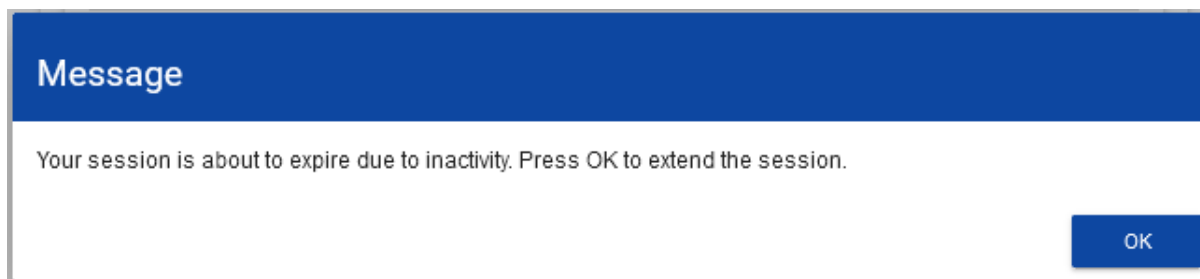 Message
Your session is about to expire due to inactivity. Press OK to extend the session.
OK